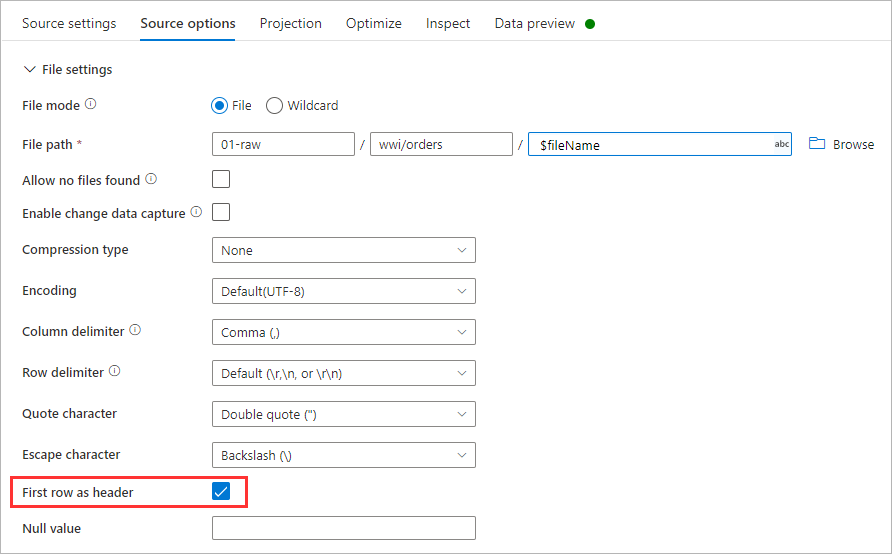 Source settings Source options Projection Optimize Inspect Data preview
File settings
File mode File Wildcard
File path * 01-raw / wwi/orders / $fileName abc Browse
Allow no files found
Enable change data capture
Compression type None
Encoding Default(UTF-8)
Column delimiter Comma (,)
Row delimiter Default (\r,\n, or \r\n)
Quote character Double quote (")
Escape character Backslash (\)
First row as header
Null value